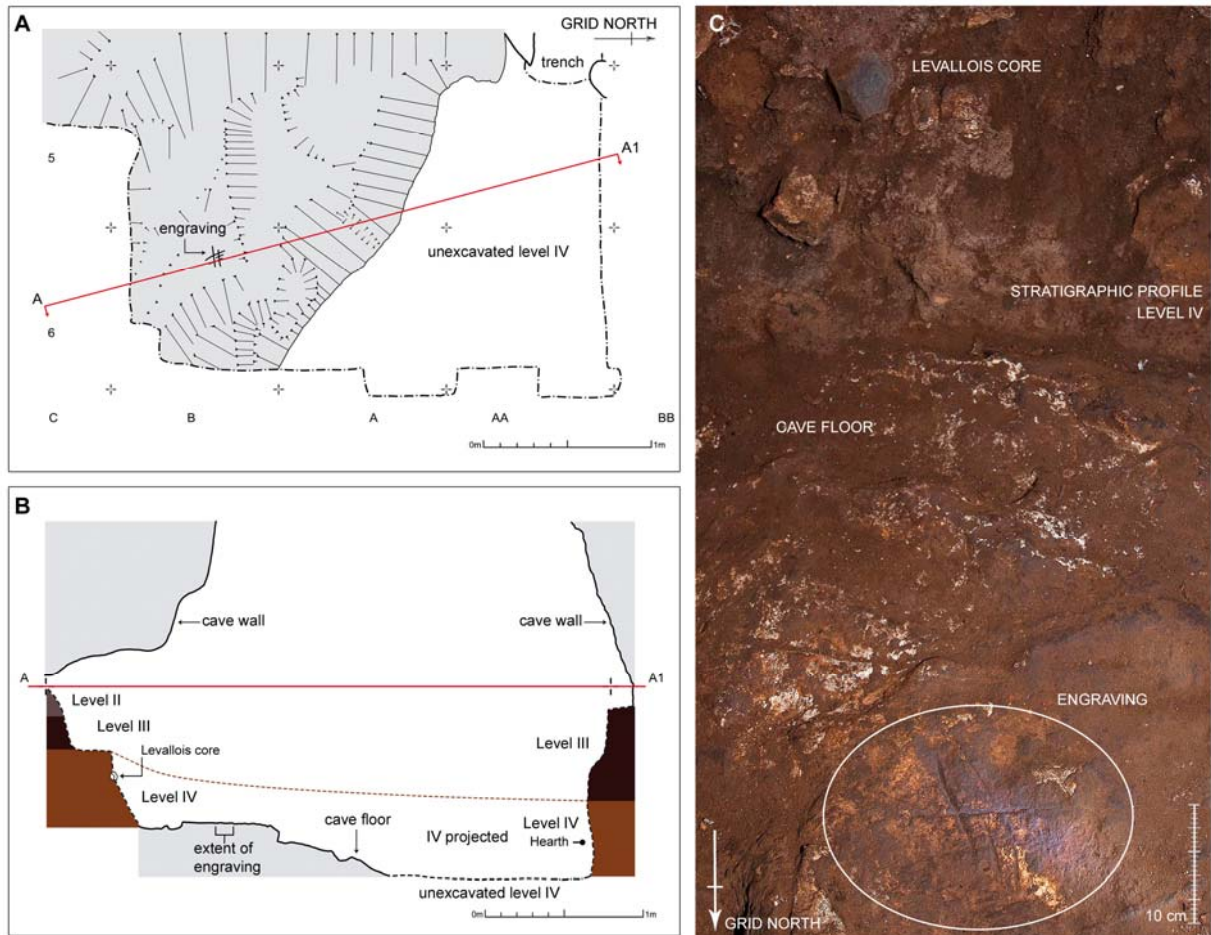 A
GRID NORTH
trench
5
A1
engraving
unexcavated level IV
A
6
C
B
A
AA
BB
0m
1m
B
cave wall
cave wall
A
A1
Level II
Level III
Level III
Levallois core
Level IV
cave floor
IV projected
Level IV
Hearth
extent of
engraving
unexcavated level IV
0m
1m
C
LEVALLOIS CORE
STRATIGRAPHIC PROFILE
LEVEL IV
CAVE FLOOR
ENGRAVING
GRID NORTH
10 cm